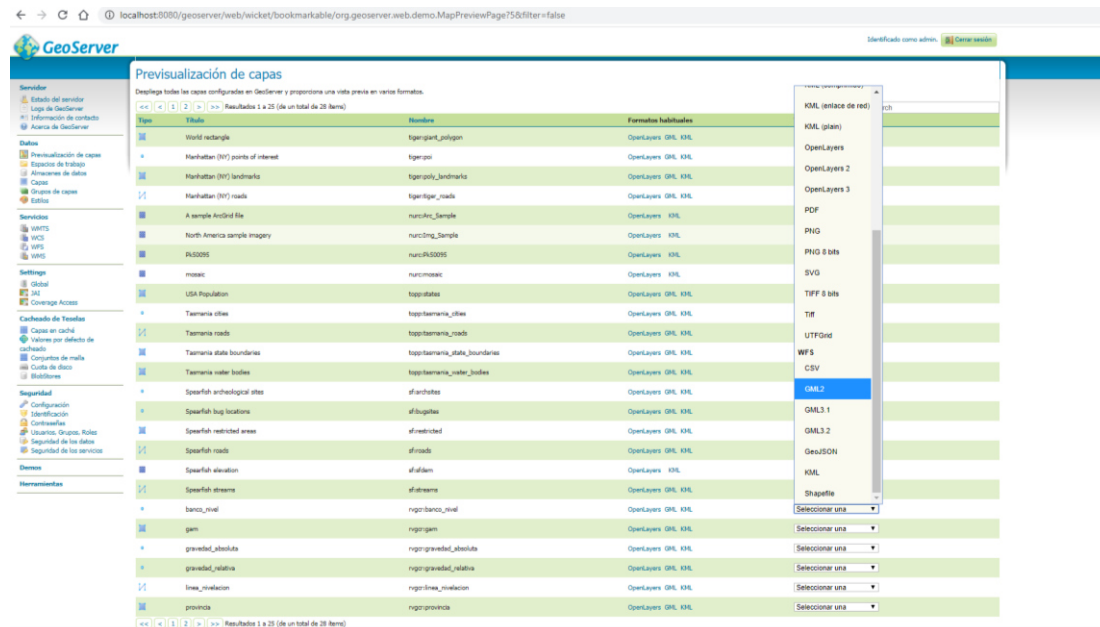 localhost:8080/geoserver/web/wicket/bookmarkable/org.geoserver.web.demo.MapPreviewPage?5&filter=false
GeoServer
Identificado como admin. Cerrar sesión
Servidor
Estado del servidor
Logs de GeoServer
Información de contacto
Acerca de GeoServer
Datos
Previsualización de capas
Espacios de trabajo
Almacenes de datos
Capas
Grupos de capas
Estilos
Servicios
WMTS
WCS
WFS
WMS
Settings
Global
JAI
Coverage Access
Cacheado de Teselas
Capas en caché
Valores por defecto de
cacheado
Conjuntos de malla
Cuota de disco
BlobStores
Seguridad
Configuración
Identificación
Contraseñas
Usuarios, Grupos, Roles
Seguridad de los datos
Seguridad de los servicios
Demos
Herramientas
Previsualización de capas
Despliega todas las capas configuradas en GeoServer y proporciona una vista previa en varios formatos.
<< < 1 2 > >> Resultados 1 a 25 (de un total de 28 ítems)
Tipo Título Nombre Formatos habituales
World rectangle tiger:giant_polygon OpenLayers GML KML
Manhattan (NY) points of interest tiger:poi OpenLayers GML KML
Manhattan (NY) landmarks tiger:poly_landmarks OpenLayers GML KML
Manhattan (NY) roads tiger:tiger_roads OpenLayers GML KML
A sample ArcGrid file nurc:Arc_Sample OpenLayers KML
North America sample imagery nurc:Img_Sample OpenLayers KML
Pk50095 nurc:Pk50095 OpenLayers KML
mosaic nurc:mosaic OpenLayers KML
USA Population topp:states OpenLayers GML KML
Tasmania cities topp:tasmania_cities OpenLayers GML KML
Tasmania roads topp:tasmania_roads OpenLayers GML KML
Tasmania state boundaries topp:tasmania_state_boundaries OpenLayers GML KML
Tasmania water bodies topp:tasmania_water_bodies OpenLayers GML KML
Spearfish archeological sites sf:archsites OpenLayers GML KML
Spearfish bug locations sf:bugsites OpenLayers GML KML
Spearfish restricted areas sf:restricted OpenLayers GML KML
Spearfish roads sf:roads OpenLayers GML KML
Spearfish elevation sf:sfdem OpenLayers KML
Spearfish streams sf:streams OpenLayers GML KML
banco_nivel rvgcr:banco_nivel OpenLayers GML KML Seleccionar una
gam rvgcr:gam OpenLayers GML KML Seleccionar una
gravedad_absoluta rvgcr:gravedad_absoluta OpenLayers GML KML Seleccionar una
gravedad_relativa rvgcr:gravedad_relativa OpenLayers GML KML Seleccionar una
linea_nivelacion rvgcr:linea_nivelacion OpenLayers GML KML Seleccionar una
provincia rvgcr:provincia OpenLayers GML KML Seleccionar una
<< < 1 2 > >> Resultados 1 a 25 (de un total de 28 ítems)
KML (enlace de red)
KML (plain)
OpenLayers
OpenLayers 2
OpenLayers 3
PDF
PNG
PNG 8 bits
SVG
TIFF 8 bits
Tiff
UTFGrid
WFS
CSV
GML2
GML3.1
GML3.2
GeoJSON
KML
Shapefile